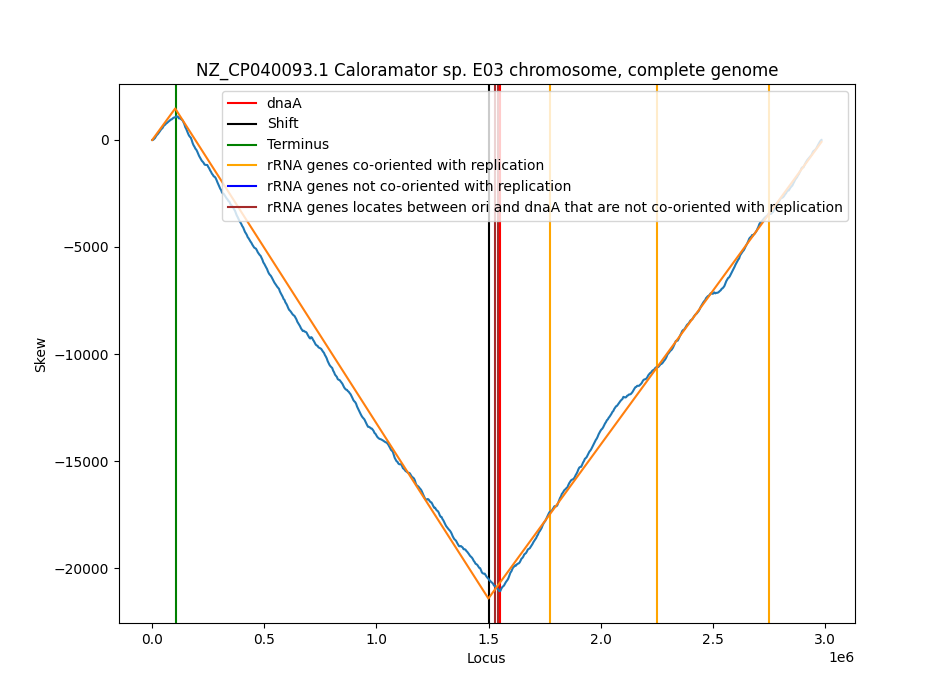 NZ_CP040093.1 Caloramator sp. E03 chromosome, complete genome
dnaA
Shift
Terminus
rRNA genes co-oriented with replication
rRNA genes not co-oriented with replication
rRNA genes locates between ori and dnaA that are not co-oriented with replication
Skew
0
−5000
−10000
−15000
−20000
0.0 0.5 1.0 1.5 2.0 2.5 3.0
1e6
Locus